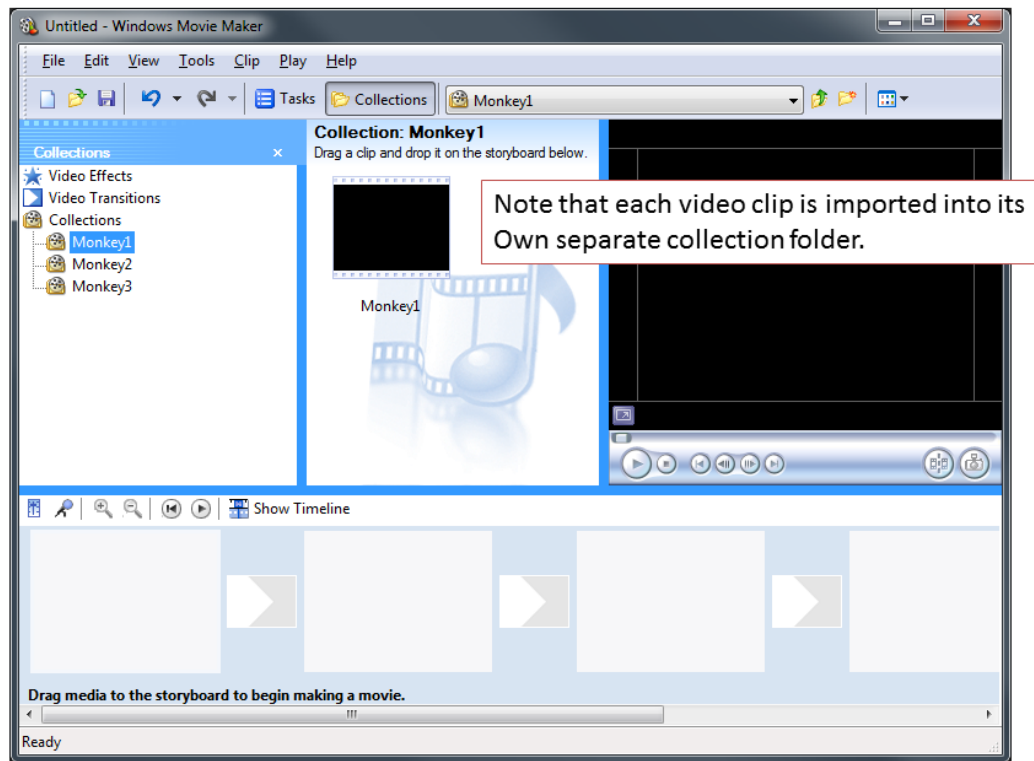 Untitled - Windows Movie Maker
File Edit View Tools Clip Play Help
Tasks Collections Monkey1
Collections
Video Effects
Video Transitions
Collections
Monkey1
Monkey2
Monkey3
Collection: Monkey1
Drag a clip and drop it on the storyboard below.
Monkey1
Note that each video clip is imported into its
Own separate collection folder.
Show Timeline
Drag media to the storyboard to begin making a movie.
Ready